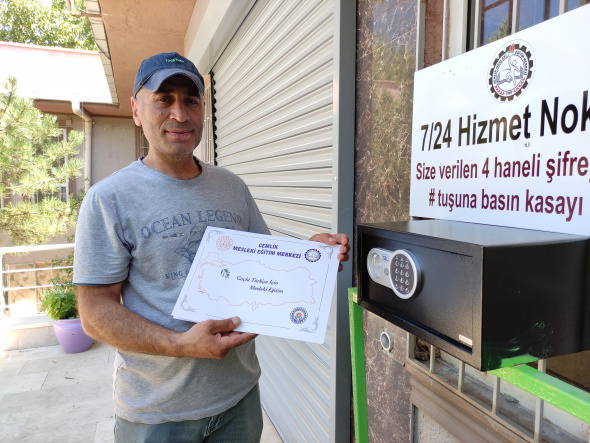 OCEAN LEGEND
GEMLİK
MESLEKİ EĞİTİM MERKEZİ
Güçlü Türkiye İçin
Mesleki Eğitim
7/24 Hizmet Nok
Size verilen 4 haneli şifre
# tuşuna basın kasayı